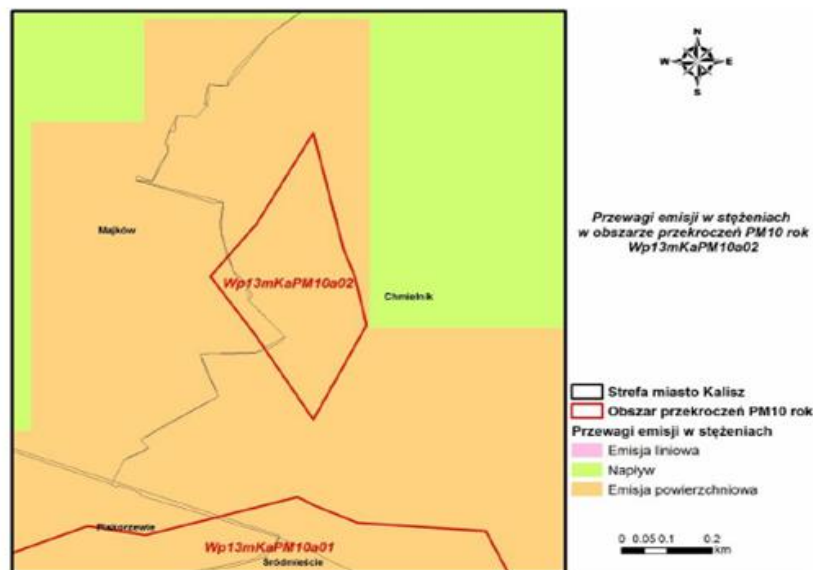 N
W E
S
Przewagi emisji w stężeniach
w obszarze przekroczeń PM10 rok
Wp13mKaPM10a02
Majków
Wp13mKaPM10a02
Chmielnik
Strefa miasto Kalisz
Obszar przekroczeń PM10 rok
Przewagi emisji w stężeniach
Emisja liniowa
Napływ
Emisja powierzchniowa
Wp13mKaPM10a01
Śródmieście
0 0.05 0.1 0.2
km